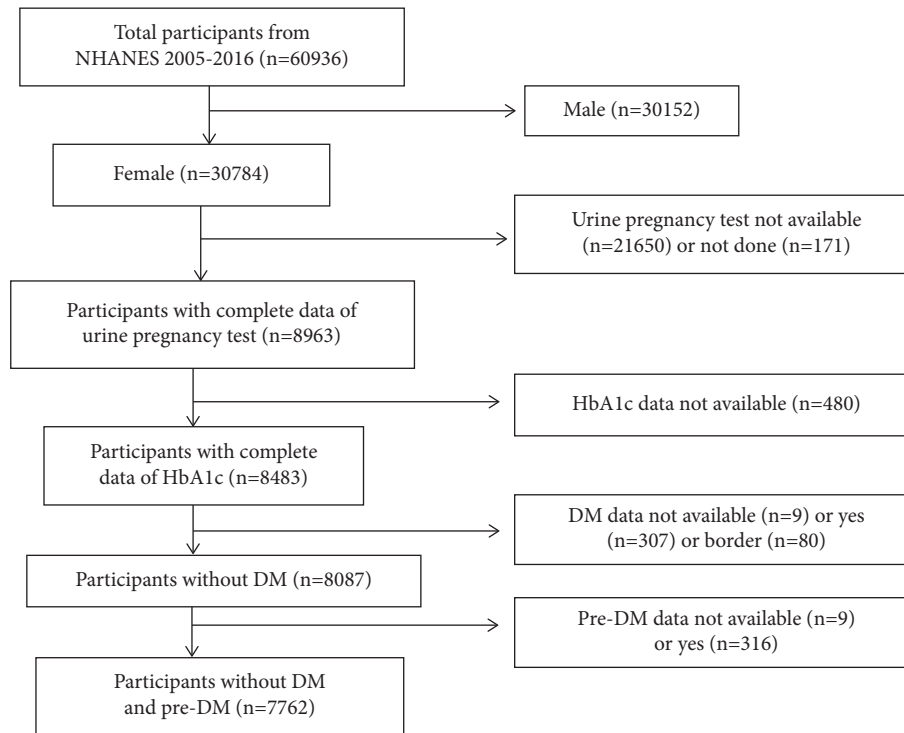 Total participants from
NHANES 2005-2016 (n=60936)
Male (n=30152)
Female (n=30784)
Urine pregnancy test not available
(n=21650) or not done (n=171)
Participants with complete data of
urine pregnancy test (n=8963)
HbA1c data not available (n=480)
Participants with complete
data of HbA1c (n=8483)
DM data not available (n=9) or yes
(n=307) or border (n=80)
Participants without DM (n=8087)
Pre-DM data not available (n=9)
or yes (n=316)
Participants without DM
and pre-DM (n=7762)